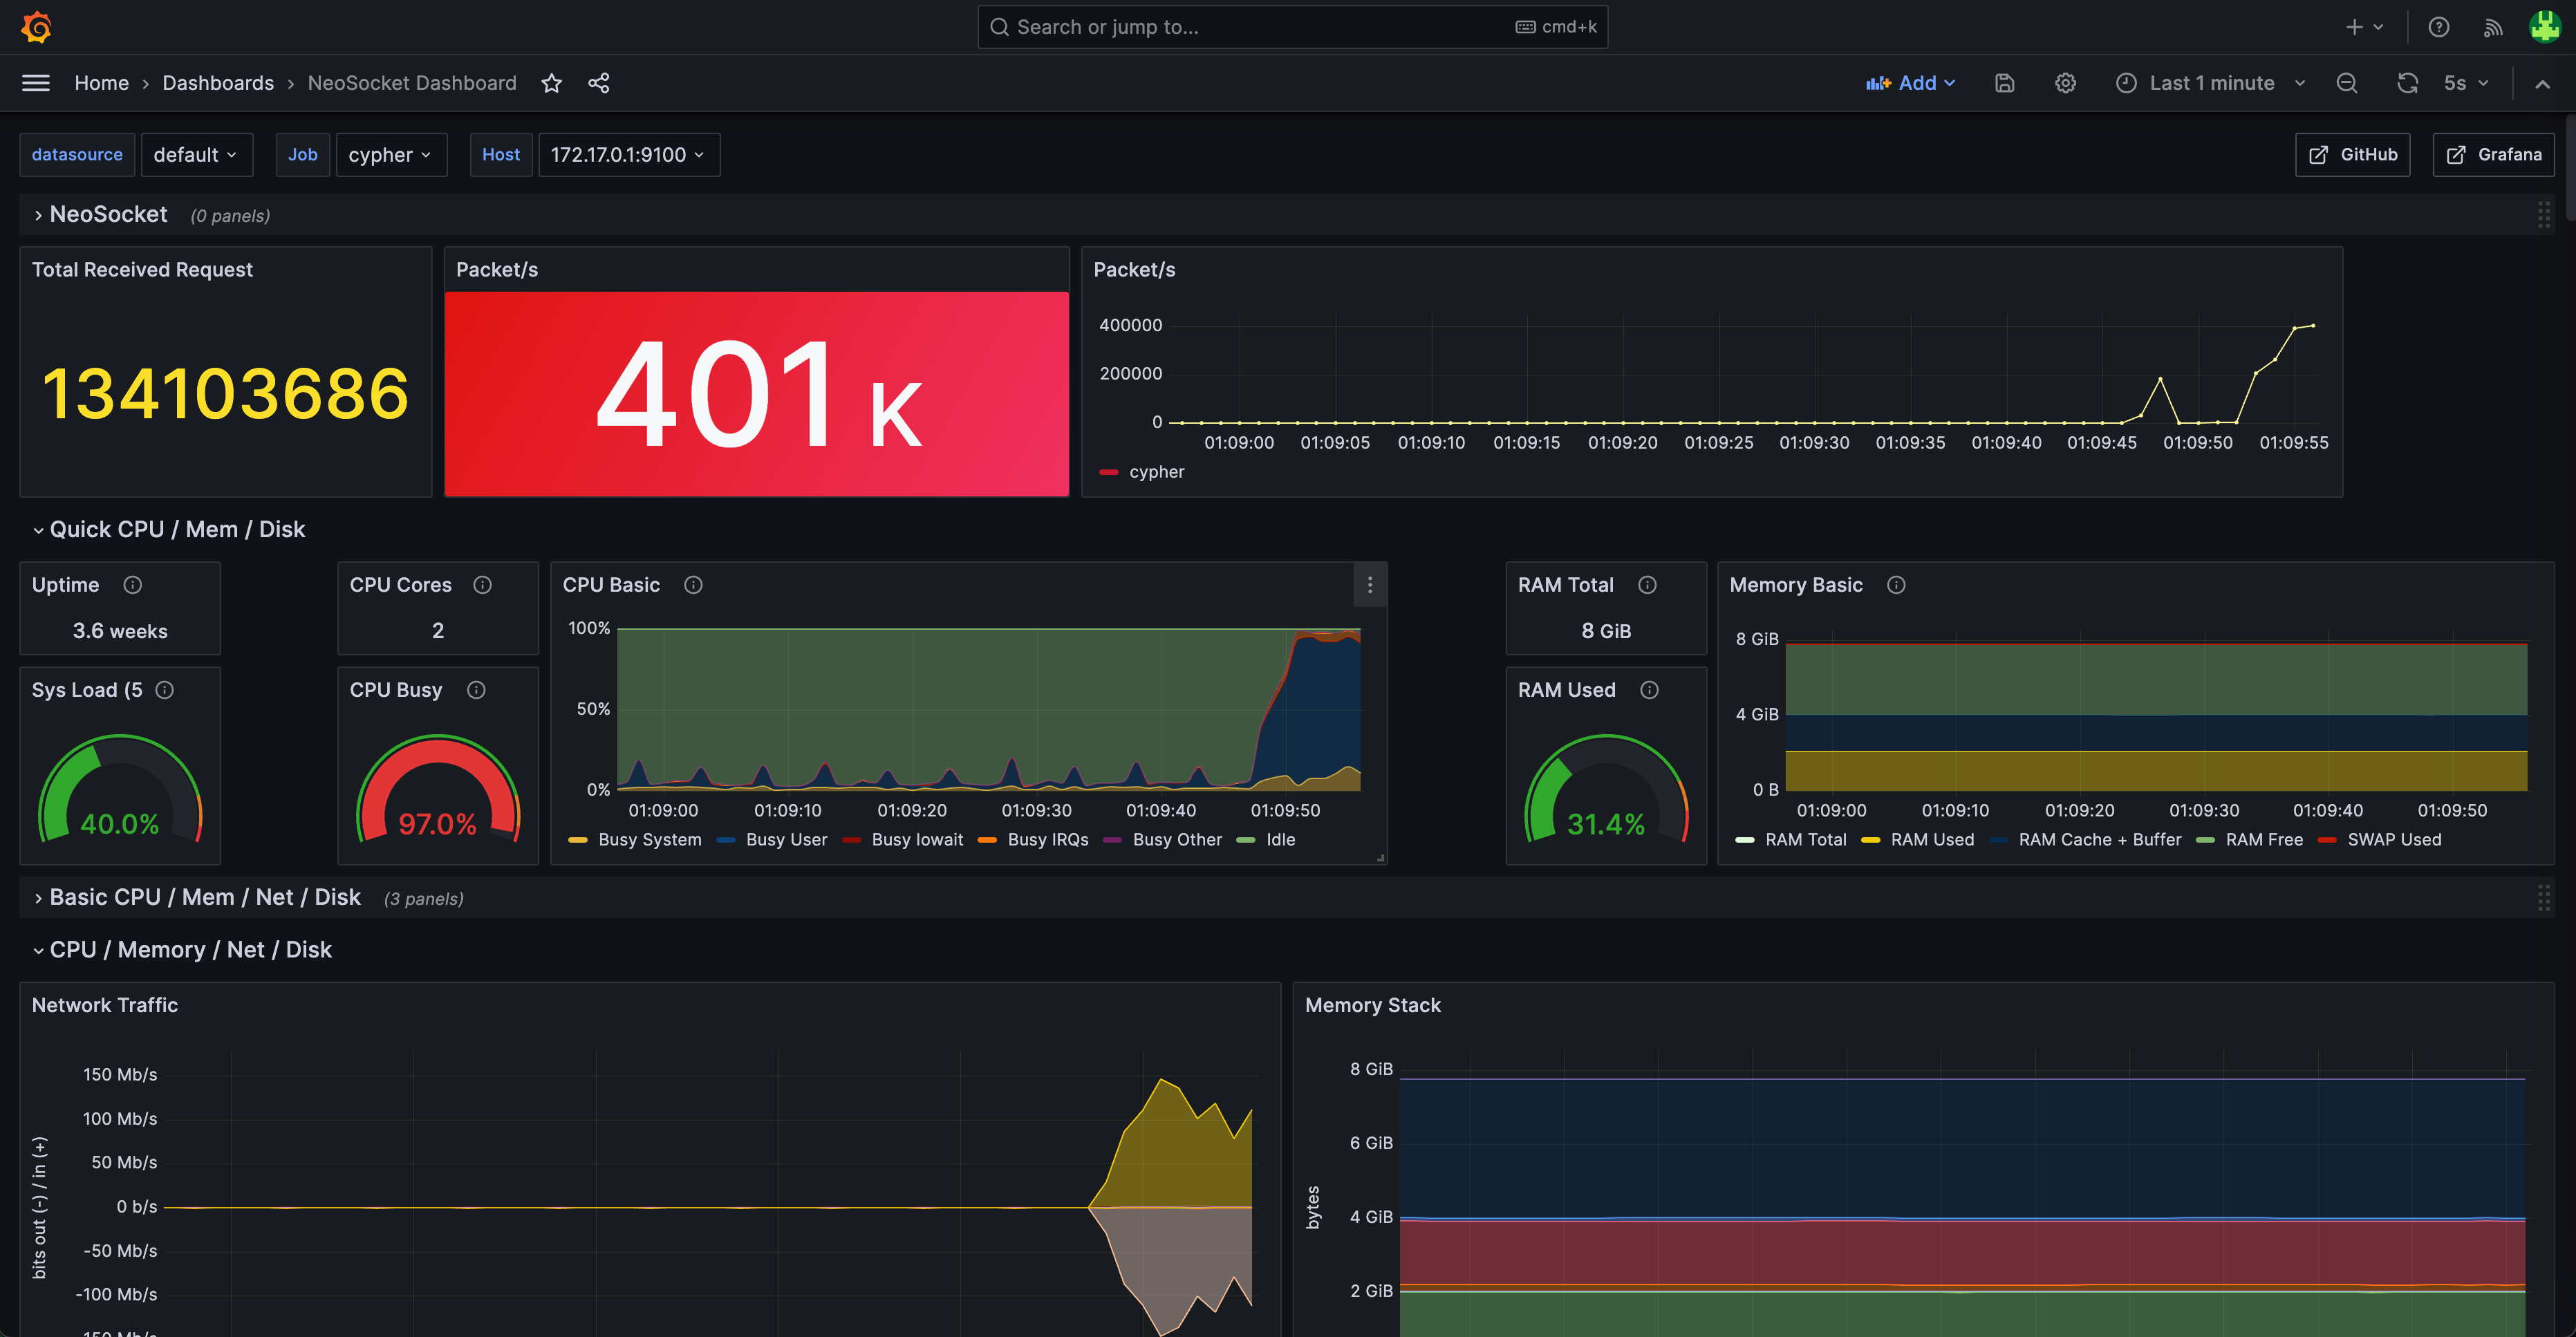 Search or jump to... cmd+k
Home › Dashboards › NeoSocket Dashboard Add Last 1 minute 5s
datasource default Job cypher Host 172.17.0.1:9100 GitHub Grafana
NeoSocket (0 panels)
Total Received Request
134103686
Packet/s
401 K
Packet/s
400000
200000
0
01:09:00 01:09:05 01:09:10 01:09:15 01:09:20 01:09:25 01:09:30 01:09:35 01:09:40 01:09:45 01:09:50 01:09:55
cypher
Quick CPU / Mem / Disk
Uptime
3.6 weeks
CPU Cores
2
Sys Load (5
40.0%
CPU Busy
97.0%
CPU Basic
100%
50%
0%
01:09:00 01:09:10 01:09:20 01:09:30 01:09:40 01:09:50
Busy System Busy User Busy Iowait Busy IRQs Busy Other Idle
RAM Total
8 GiB
RAM Used
31.4%
Memory Basic
8 GiB
4 GiB
0 B
01:09:00 01:09:10 01:09:20 01:09:30 01:09:40 01:09:50
RAM Total RAM Used RAM Cache + Buffer RAM Free SWAP Used
Basic CPU / Mem / Net / Disk (3 panels)
CPU / Memory / Net / Disk
Network Traffic
bits out (-) / in (+)
150 Mb/s
100 Mb/s
50 Mb/s
0 b/s
-50 Mb/s
-100 Mb/s
Memory Stack
bytes
8 GiB
6 GiB
4 GiB
2 GiB